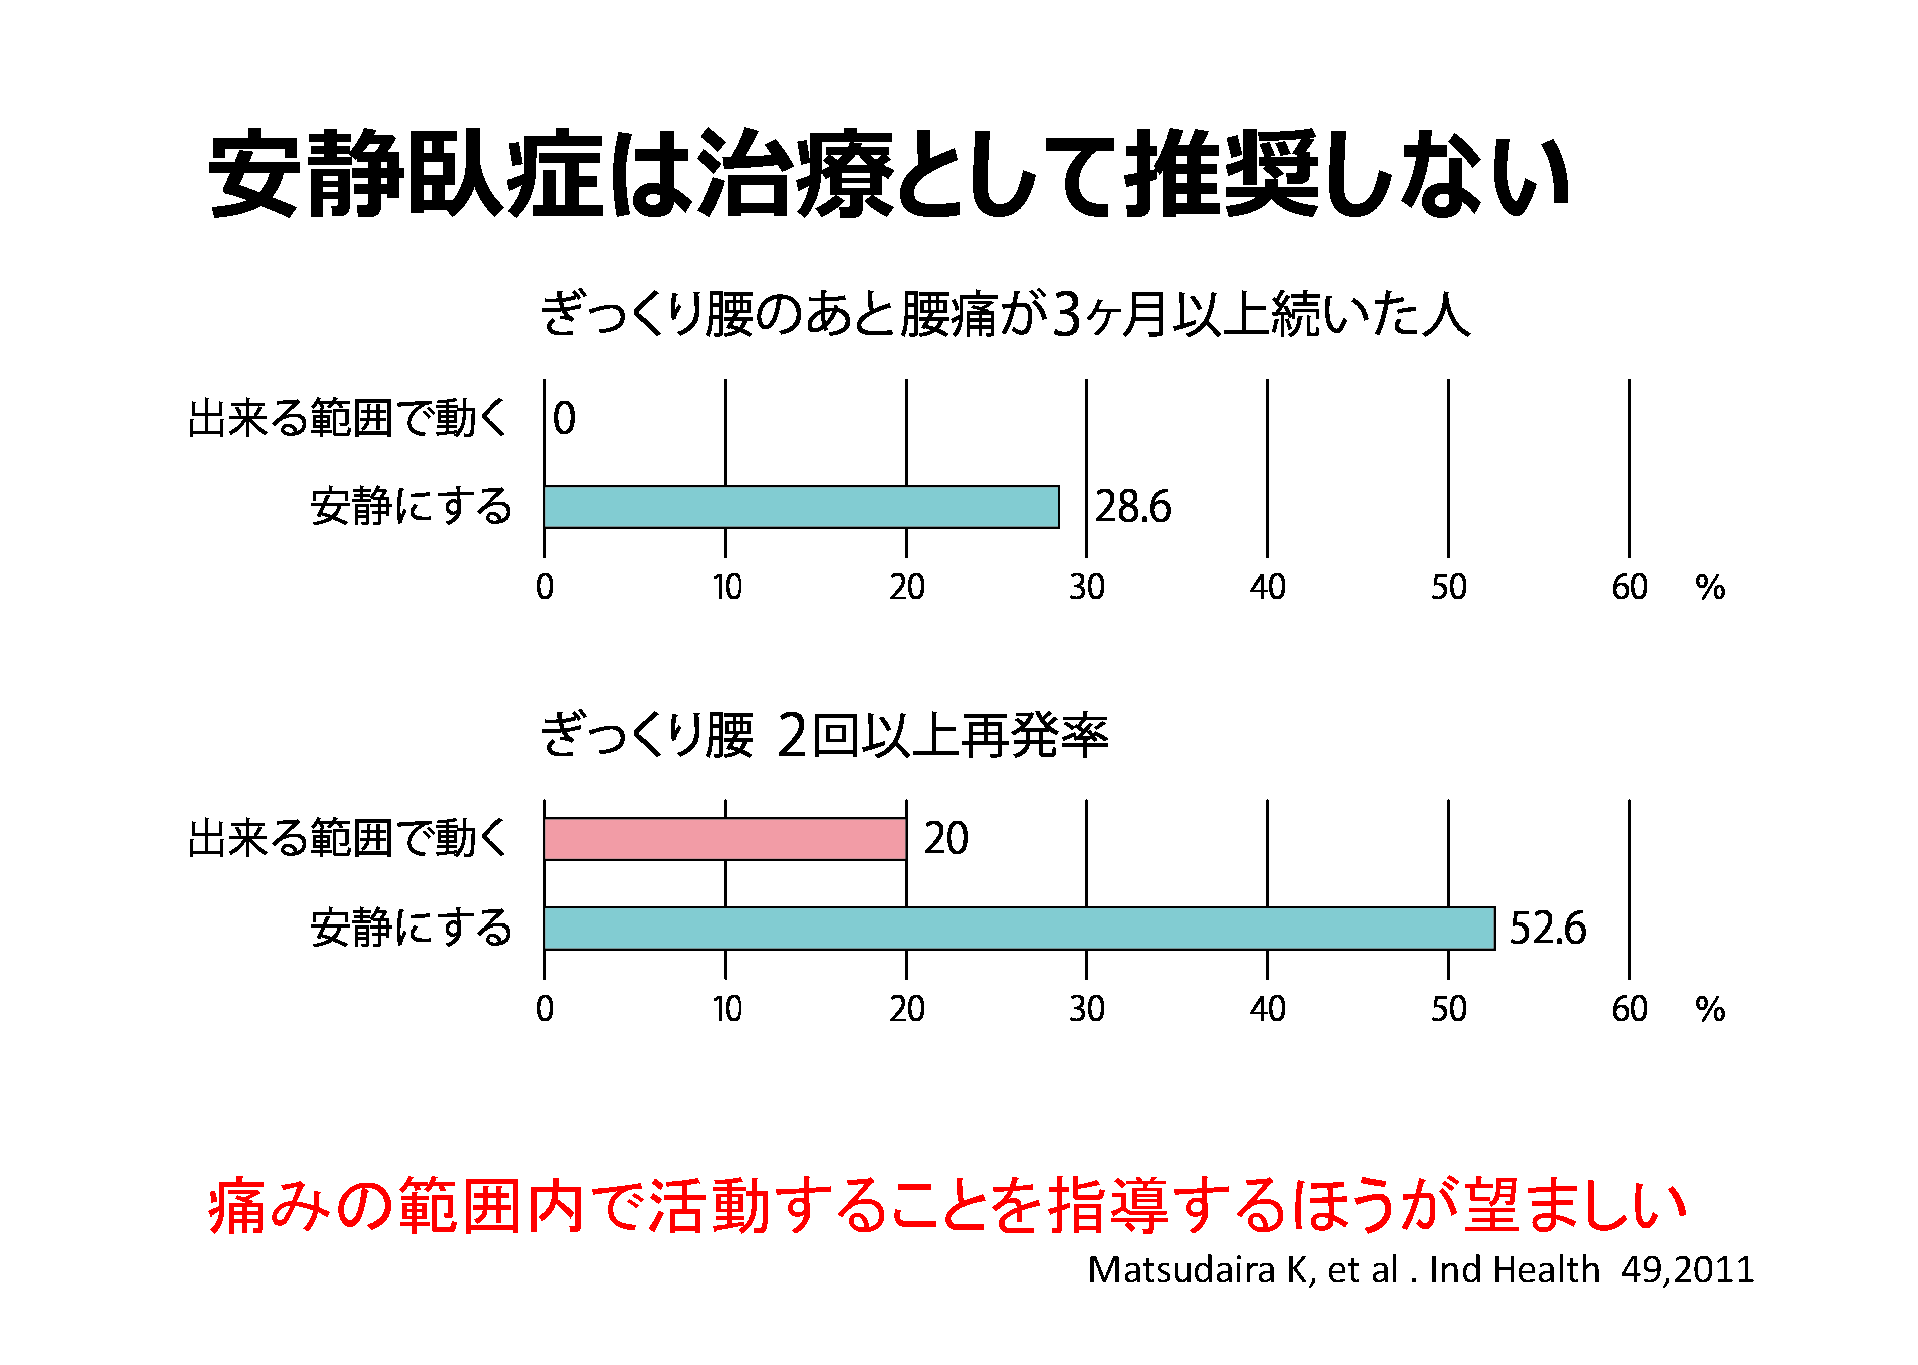 安静臥症は治療として推奨しない
ぎっくり腰のあと腰痛が3ヶ月以上続いた人
出来る範囲で動く 0
安静にする 28.6
0 10 20 30 40 50 60 %
ぎっくり腰 2回以上再発率
出来る範囲で動く 20
安静にする 52.6
0 10 20 30 40 50 60 %
痛みの範囲内で活動することを指導するほうが望ましい
Matsudaira K, et al . Ind Health 49,2011